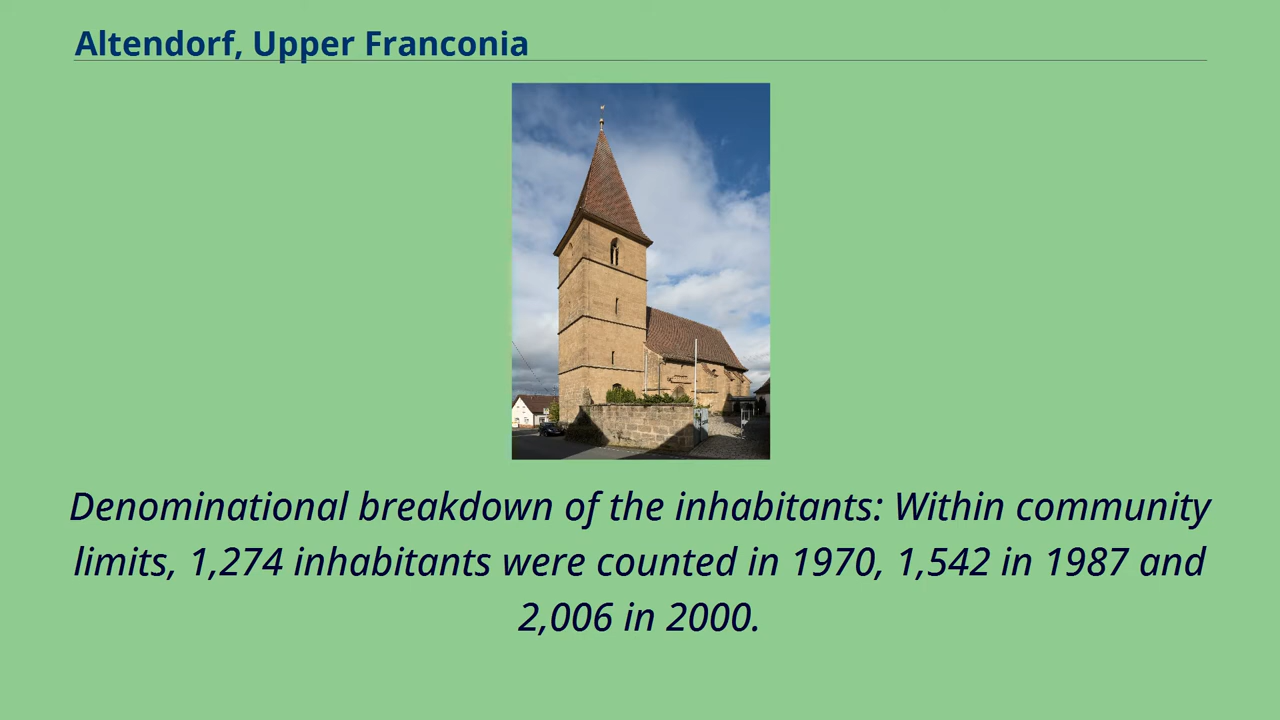 Altendorf, Upper Franconia
Denominational breakdown of the inhabitants: Within community
limits, 1,274 inhabitants were counted in 1970, 1,542 in 1987 and
2,006 in 2000.